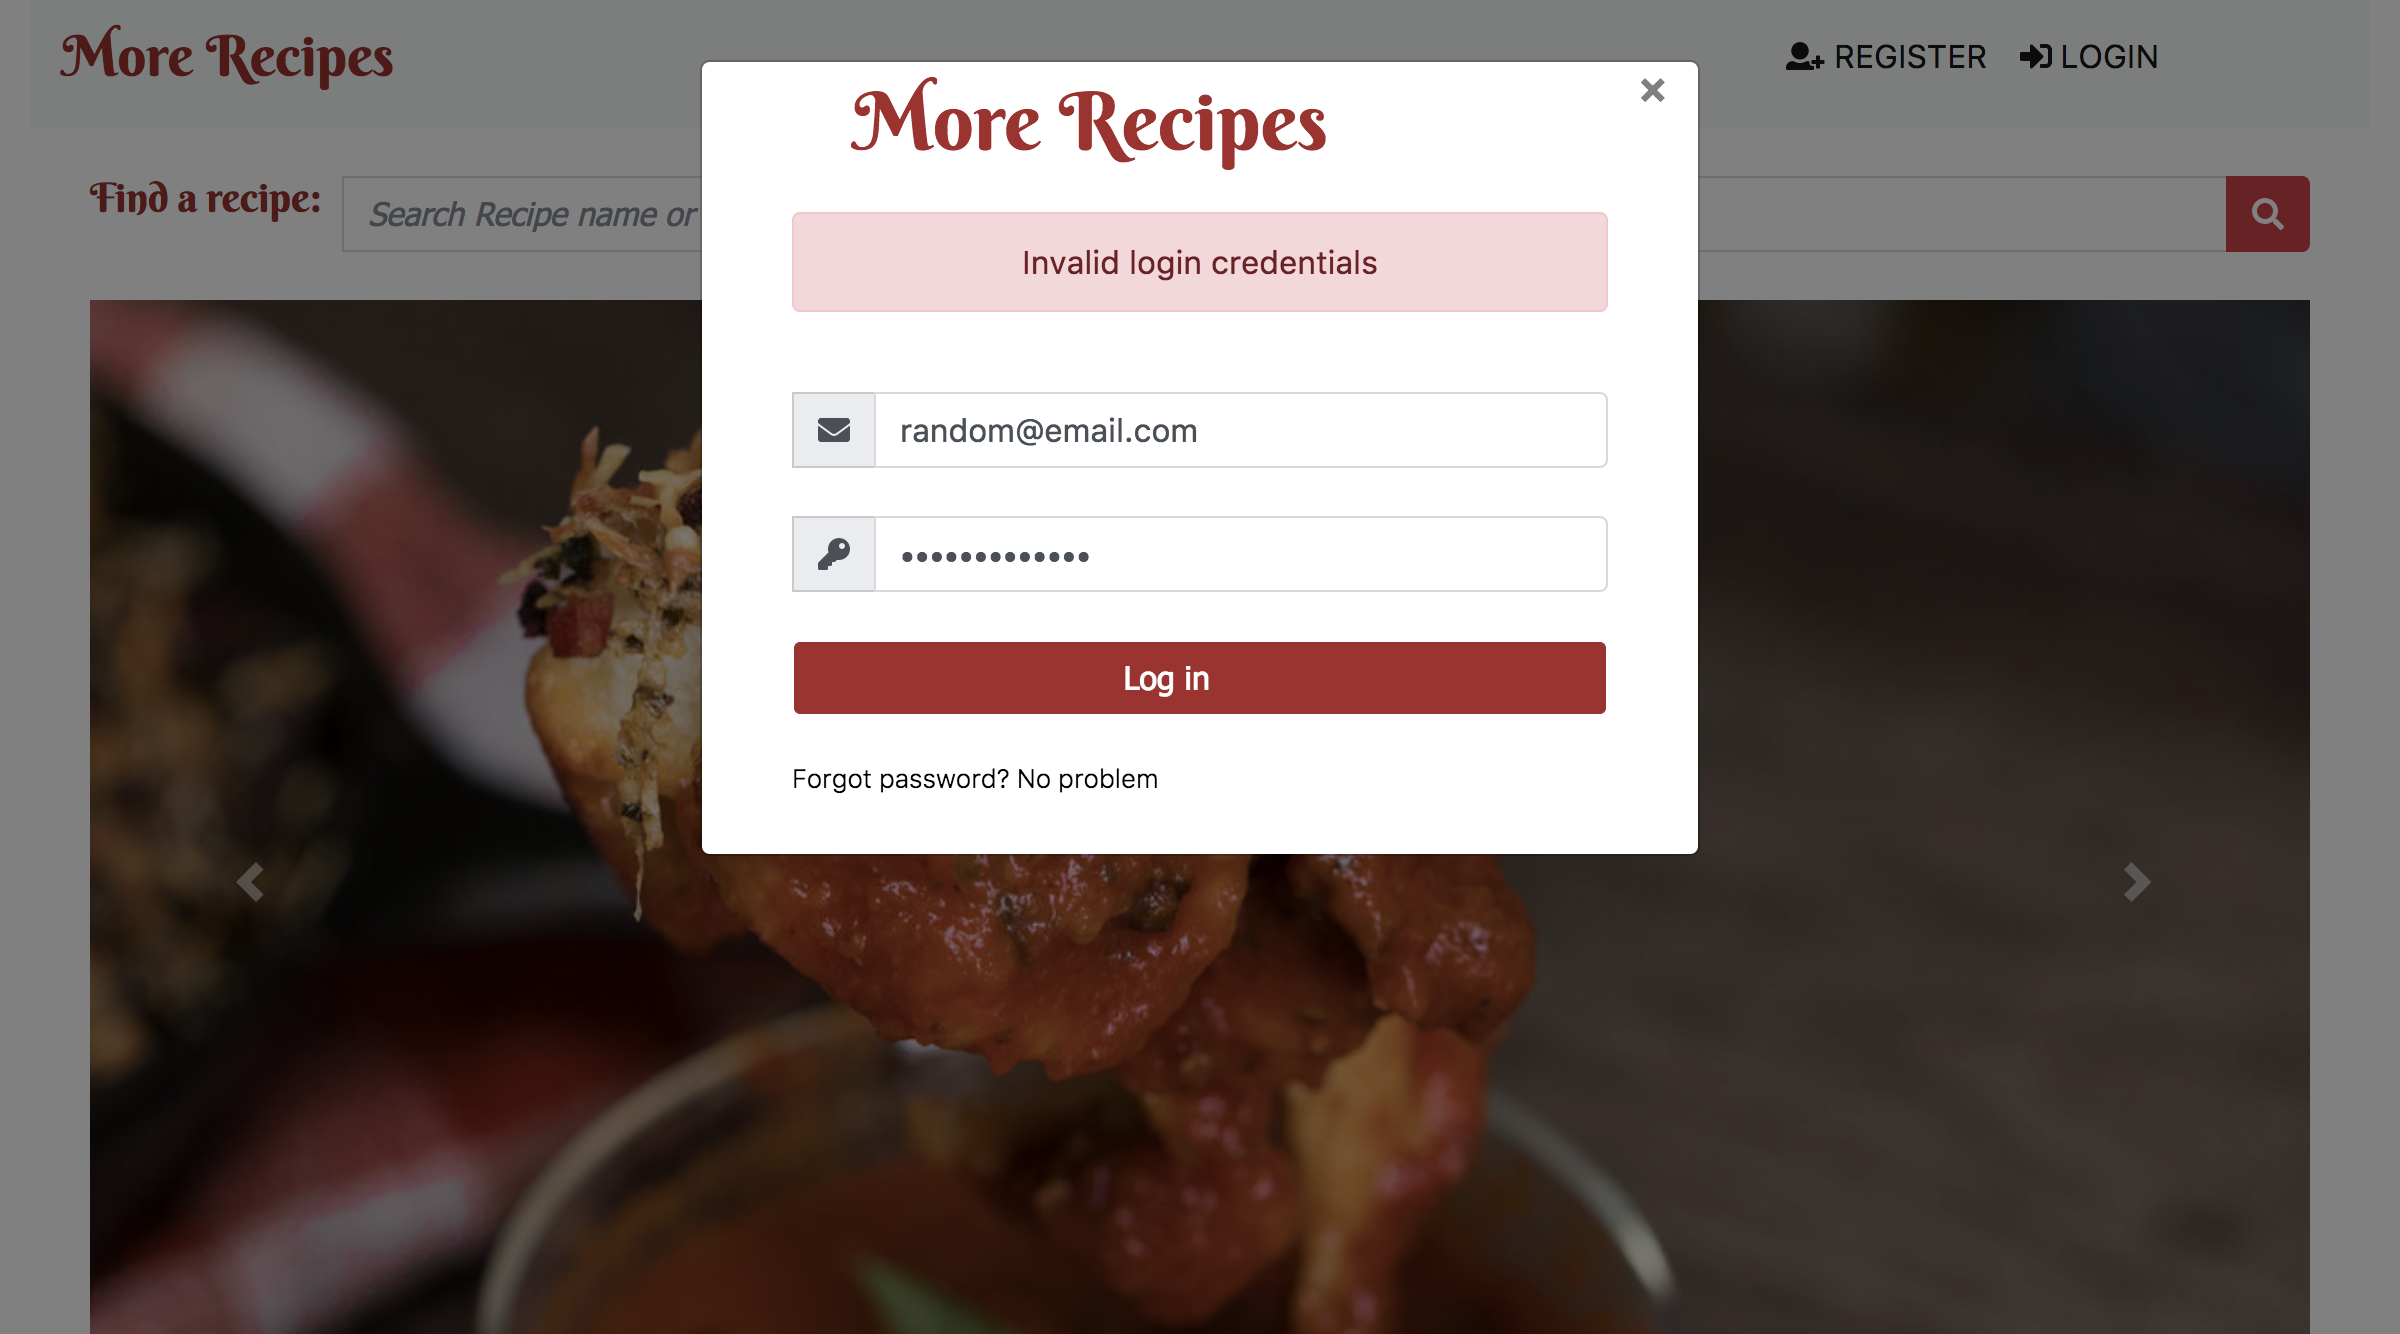 More Recipes
REGISTER
LOGIN
Find a recipe:
Search Recipe name or
More Recipes
Invalid login credentials
random@email.com
•••••••••••••
Log in
Forgot password? No problem